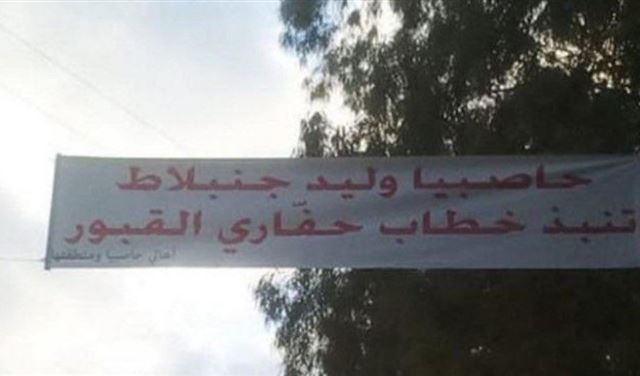 حاصبيا وليد جنبلاط
تنبذ خطاب حفّاري القبور
أهالي حاصبيا ومنطقتها